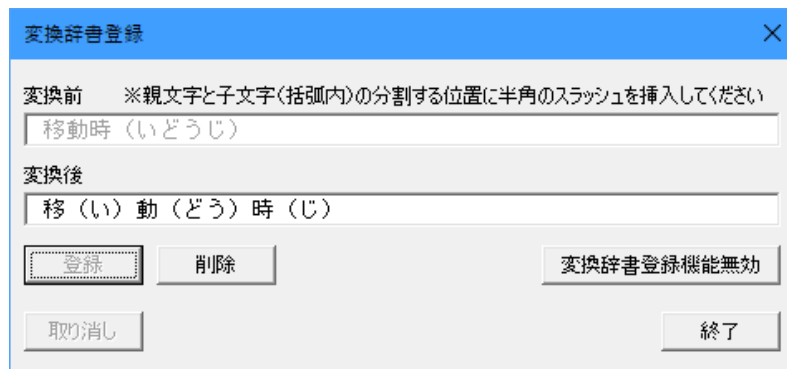 変換辞書登録
変換前 ※親文字と子文字(括弧内)の分割する位置に半角のスラッシュを挿入してください
移動時（いどうじ）
変換後
移（い）動（どう）時（じ）
登録 削除 変換辞書登録機能無効
取り消し 終了